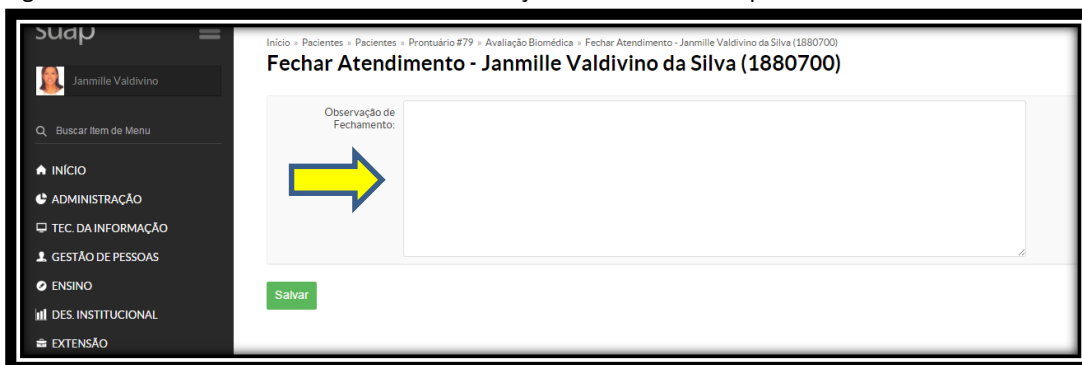 suap
Janmille Valdivino
Buscar Item de Menu
INÍCIO
ADMINISTRAÇÃO
TEC. DA INFORMAÇÃO
GESTÃO DE PESSOAS
ENSINO
DES. INSTITUCIONAL
EXTENSÃO
Início » Pacientes » Pacientes » Prontuário #79 » Avaliação Biomédica » Fechar Atendimento - Janmille Valdivino da Silva (1880700)
Fechar Atendimento - Janmille Valdivino da Silva (1880700)
Observação de
Fechamento:
Salvar